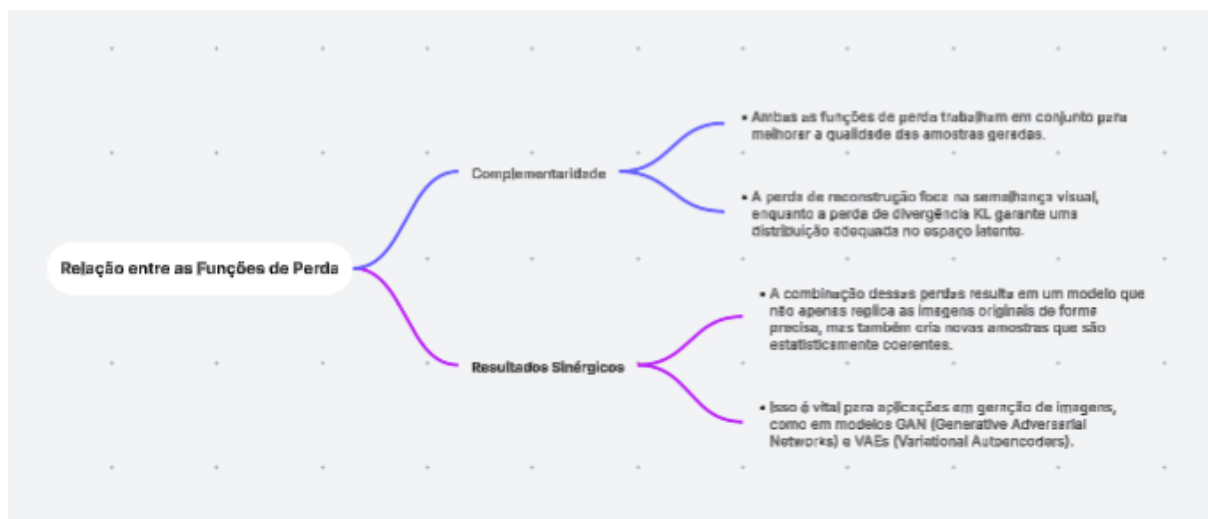 Relação entre as Funções de Perda
Complementaridade
• Ambas as funções de perda trabalham em conjunto para
melhorar a qualidade das amostras geradas.
• A perda de reconstrução foca na semelhança visual,
enquanto a perda de divergência KL garante uma
distribuição adequada no espaço latente.
Resultados Sinérgicos
• A combinação dessas perdas resulta em um modelo que
não apenas replica as imagens originais de forma
precisa, mas também cria novas amostras que são
estatisticamente coerentes.
• Isso é vital para aplicações em geração de imagens,
como em modelos GAN (Generative Adversarial
Networks) e VAEs (Variational Autoencoders).